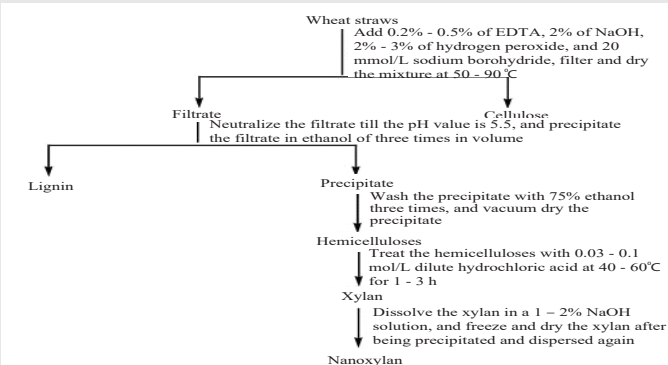 Wheat straws
Add 0.2% - 0.5% of EDTA, 2% of NaOH,
2% - 3% of hydrogen peroxide, and 20
mmol/L sodium borohydride, filter and dry
the mixture at 50 - 90℃
Filtrate
Cellulose
Neutralize the filtrate till the pH value is 5.5, and precipitate
the filtrate in ethanol of three times in volume
Lignin
Precipitate
Wash the precipitate with 75% ethanol
three times, and vacuum dry the
precipitate
Hemicelluloses
Treat the hemicelluloses with 0.03 - 0.1
mol/L dilute hydrochloric acid at 40 - 60℃
for 1 - 3 h
Xylan
Dissolve the xylan in a 1 – 2% NaOH
solution, and freeze and dry the xylan after
being precipitated and dispersed again
Nanoxylan